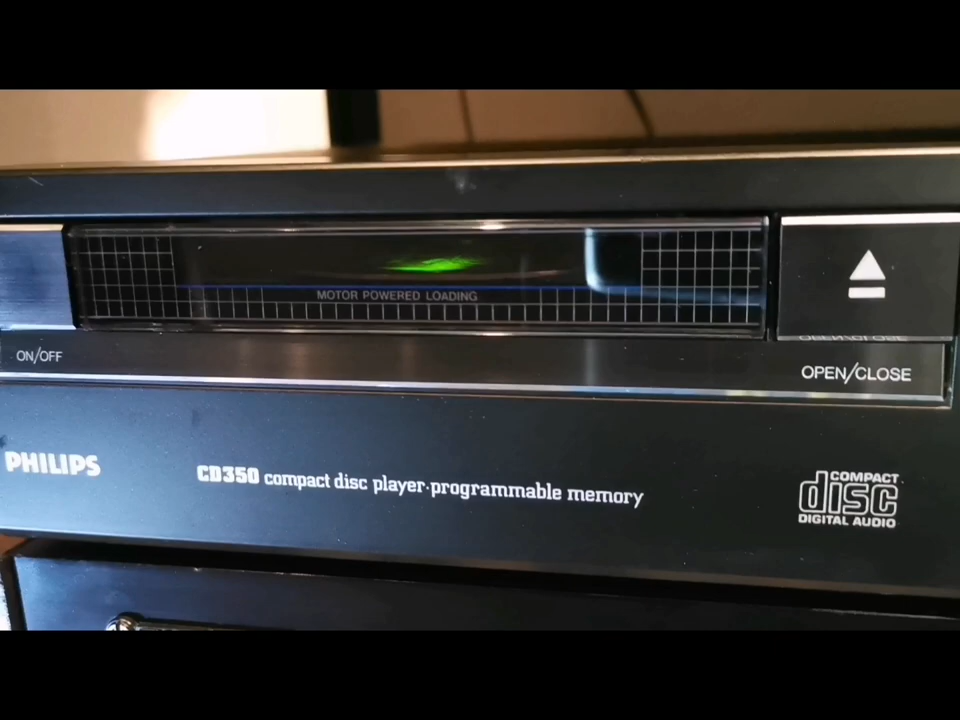 MOTOR POWERED LOADING
ON/OFF
OPEN/CLOSE
PHILIPS
CD350 compact disc player·programmable memory
COMPACT
disc
DIGITAL AUDIO